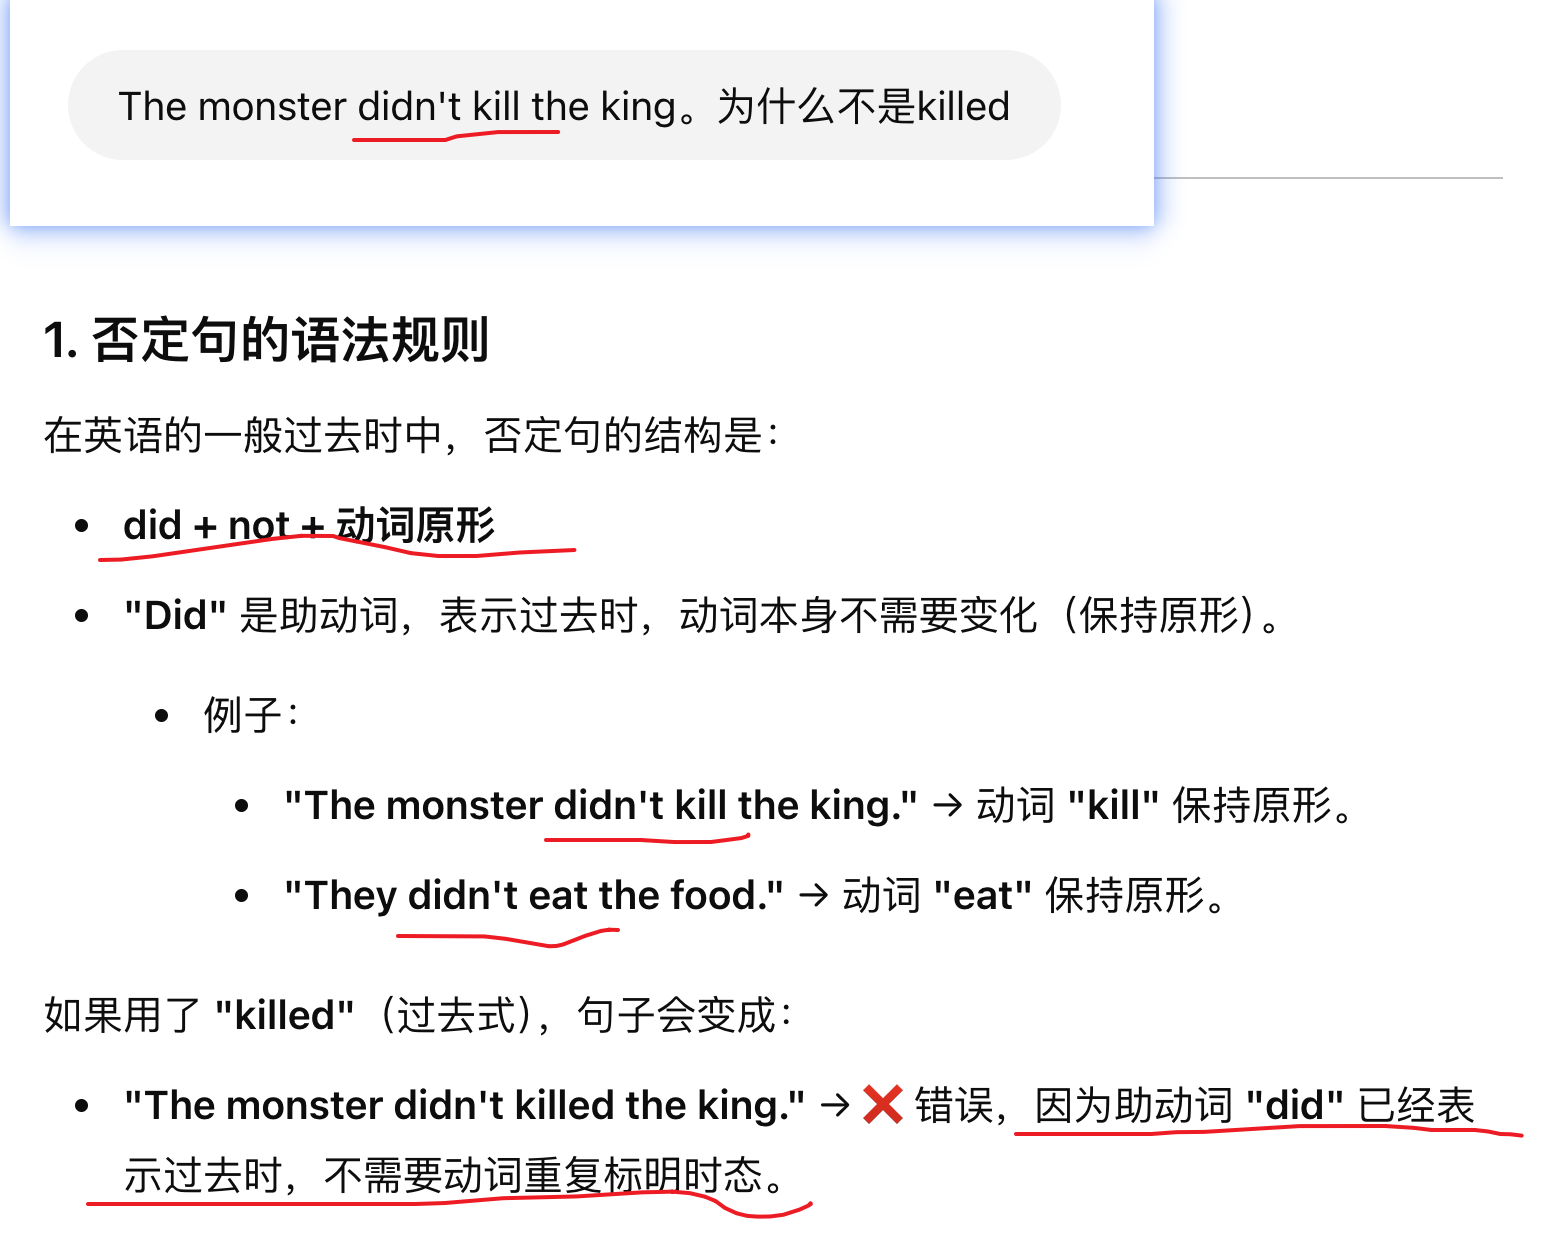 The monster didn't kill the king。为什么不是killed
1. 否定句的语法规则
在英语的一般过去时中，否定句的结构是：
• did + not + 动词原形
• "Did" 是助动词，表示过去时，动词本身不需要变化（保持原形）。
• 例子：
• "The monster didn't kill the king." → 动词 "kill" 保持原形。
• "They didn't eat the food." → 动词 "eat" 保持原形。
如果用了 "killed"（过去式），句子会变成：
• "The monster didn't killed the king." → ❌ 错误，因为助动词 "did" 已经表
示过去时，不需要动词重复标明时态。